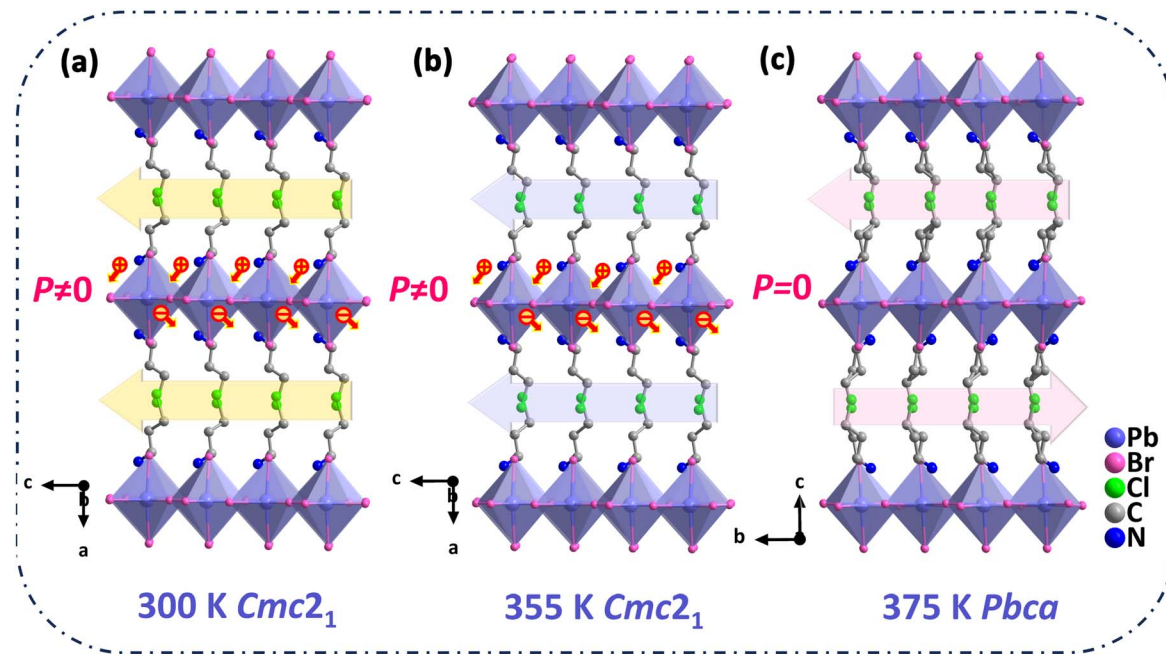 (a)
(b)
(c)
P≠0
P≠0
P=0
⊕ ⊕ ⊕ ⊕
⊖ ⊖ ⊖ ⊖
⊕ ⊕ ⊕ ⊕
⊖ ⊖ ⊖ ⊖
c b a
c b a
c b
Pb
Br
Cl
C
N
300 K Cmc2₁
355 K Cmc2₁
375 K Pbca